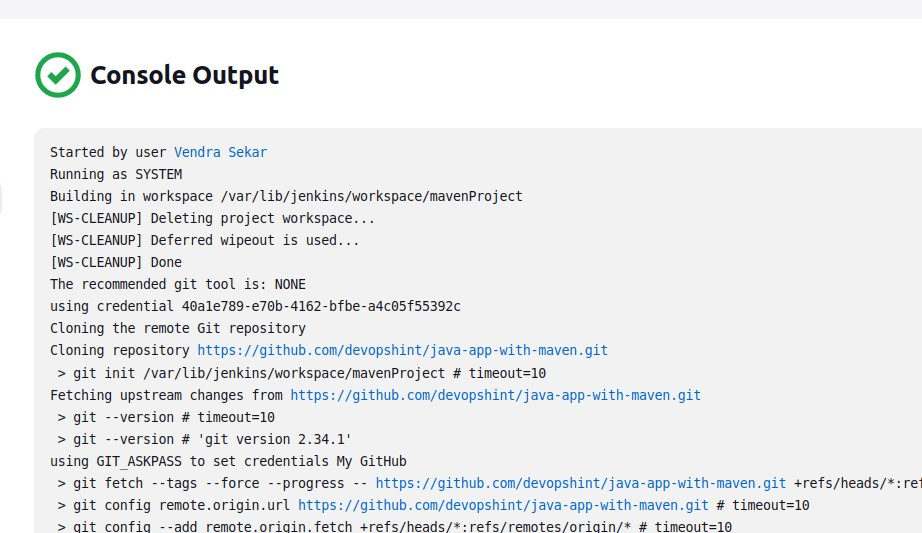 Console Output
Started by user Vendra Sekar
Running as SYSTEM
Building in workspace /var/lib/jenkins/workspace/mavenProject
[WS-CLEANUP] Deleting project workspace...
[WS-CLEANUP] Deferred wipeout is used...
[WS-CLEANUP] Done
The recommended git tool is: NONE
using credential 40a1e789-e70b-4162-bfbe-a4c05f55392c
Cloning the remote Git repository
Cloning repository https://github.com/devopshint/java-app-with-maven.git
 > git init /var/lib/jenkins/workspace/mavenProject # timeout=10
Fetching upstream changes from https://github.com/devopshint/java-app-with-maven.git
 > git --version # timeout=10
 > git --version # 'git version 2.34.1'
using GIT_ASKPASS to set credentials My GitHub
 > git fetch --tags --force --progress -- https://github.com/devopshint/java-app-with-maven.git +refs/heads/*:ref
 > git config remote.origin.url https://github.com/devopshint/java-app-with-maven.git # timeout=10
 > git config --add remote.origin.fetch +refs/heads/*:refs/remotes/origin/* # timeout=10